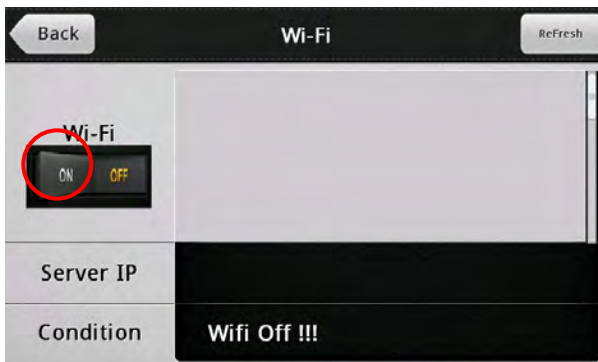 Back Wi-Fi ReFresh
Wi-Fi
ON OFF
Server IP
Condition Wifi Off !!!